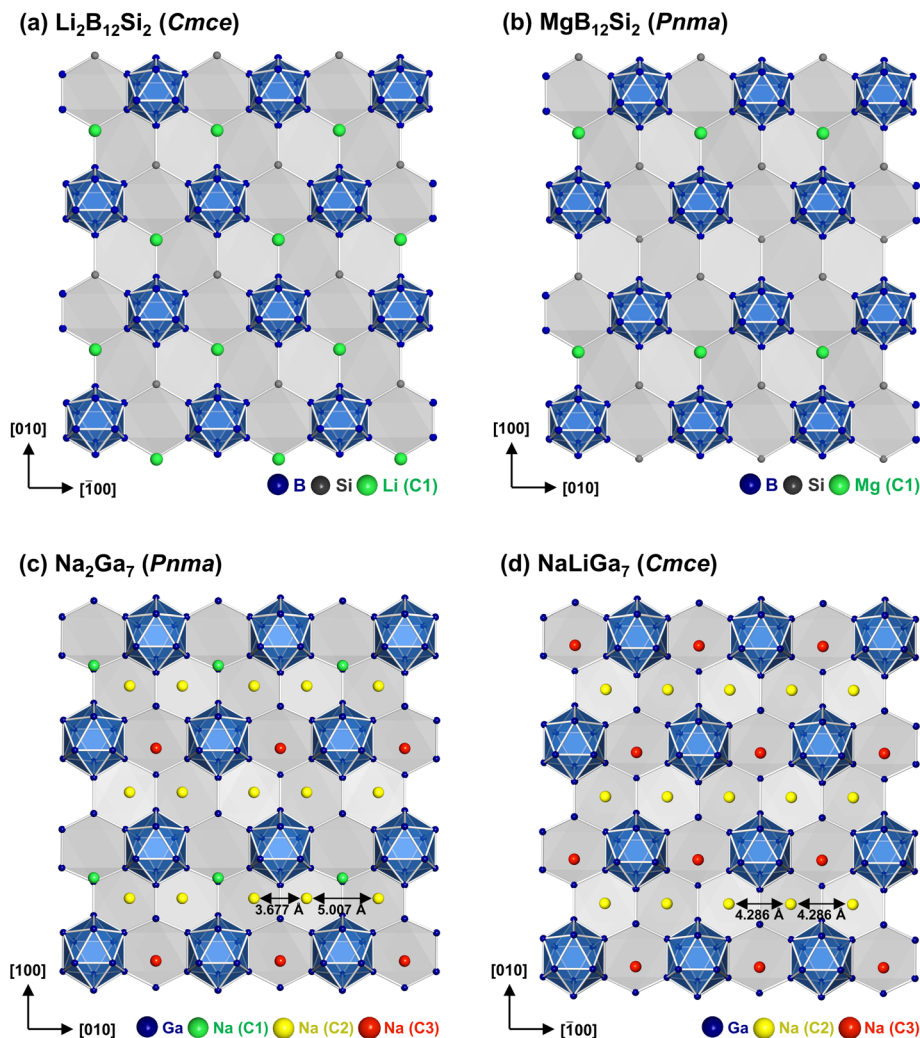 (a) Li₂B₁₂Si₂ (Cmce)
[010]
[1̄00]
B Si Li (C1)
(b) MgB₁₂Si₂ (Pnma)
[100]
[010]
B Si Mg (C1)
(c) Na₂Ga₇ (Pnma)
3.677 Å 5.007 Å
[100]
[010]
Ga Na (C1) Na (C2) Na (C3)
(d) NaLiGa₇ (Cmce)
4.286 Å 4.286 Å
[010]
[1̄00]
Ga Na (C2) Na (C3)